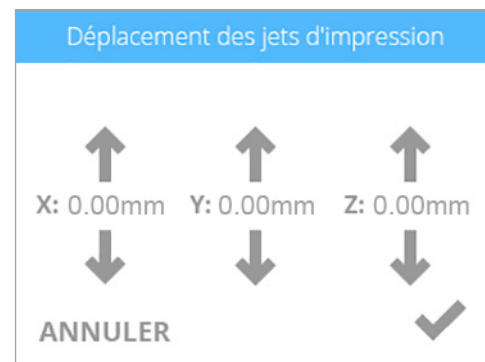 Déplacement des jets d'impression
X: 0.00mm Y: 0.00mm Z: 0.00mm
ANNULER